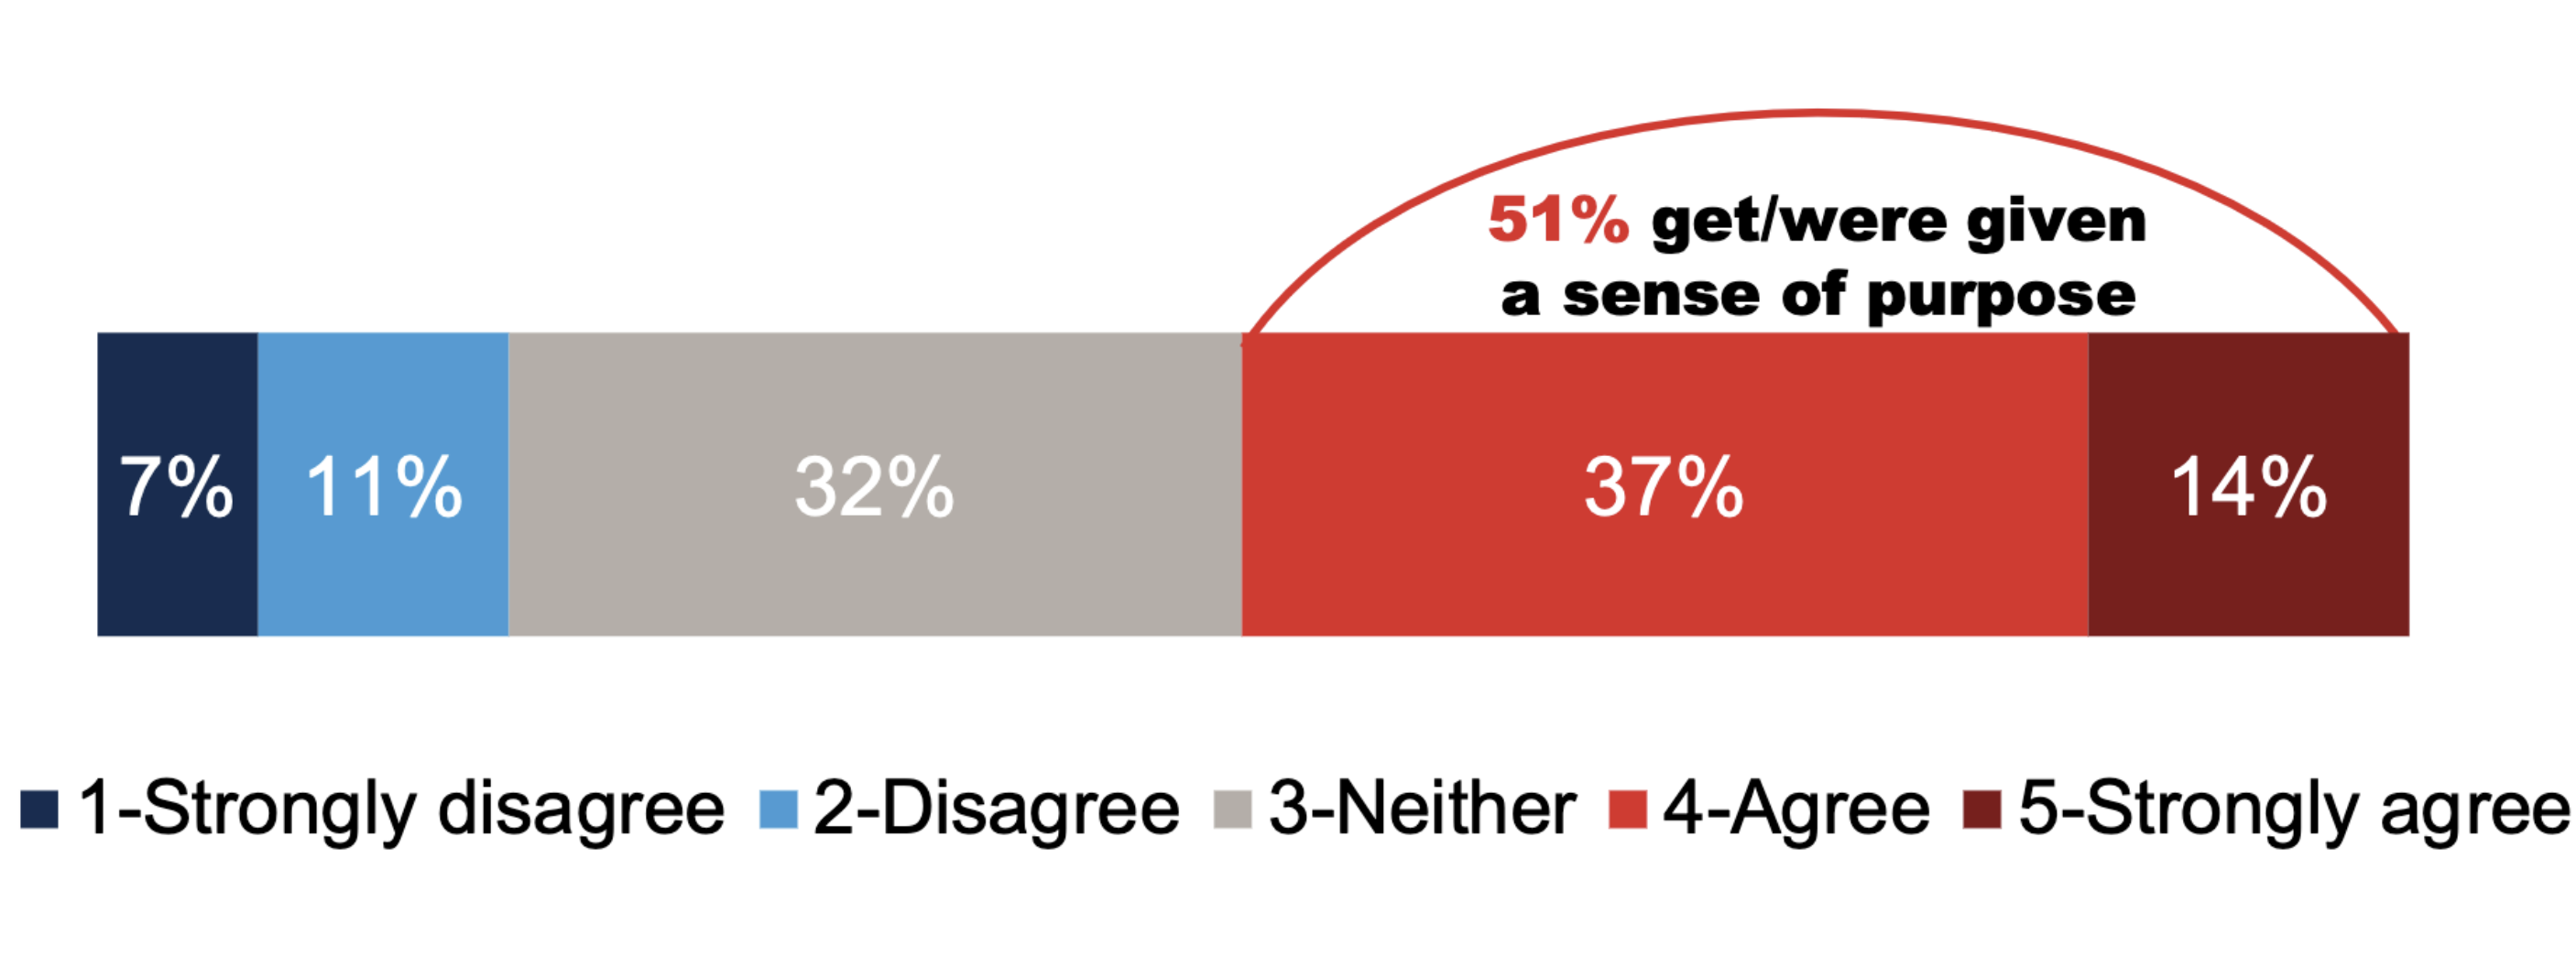 51% get/were given
a sense of purpose
7% 11% 32% 37% 14%
1-Strongly disagree 2-Disagree 3-Neither 4-Agree 5-Strongly agree